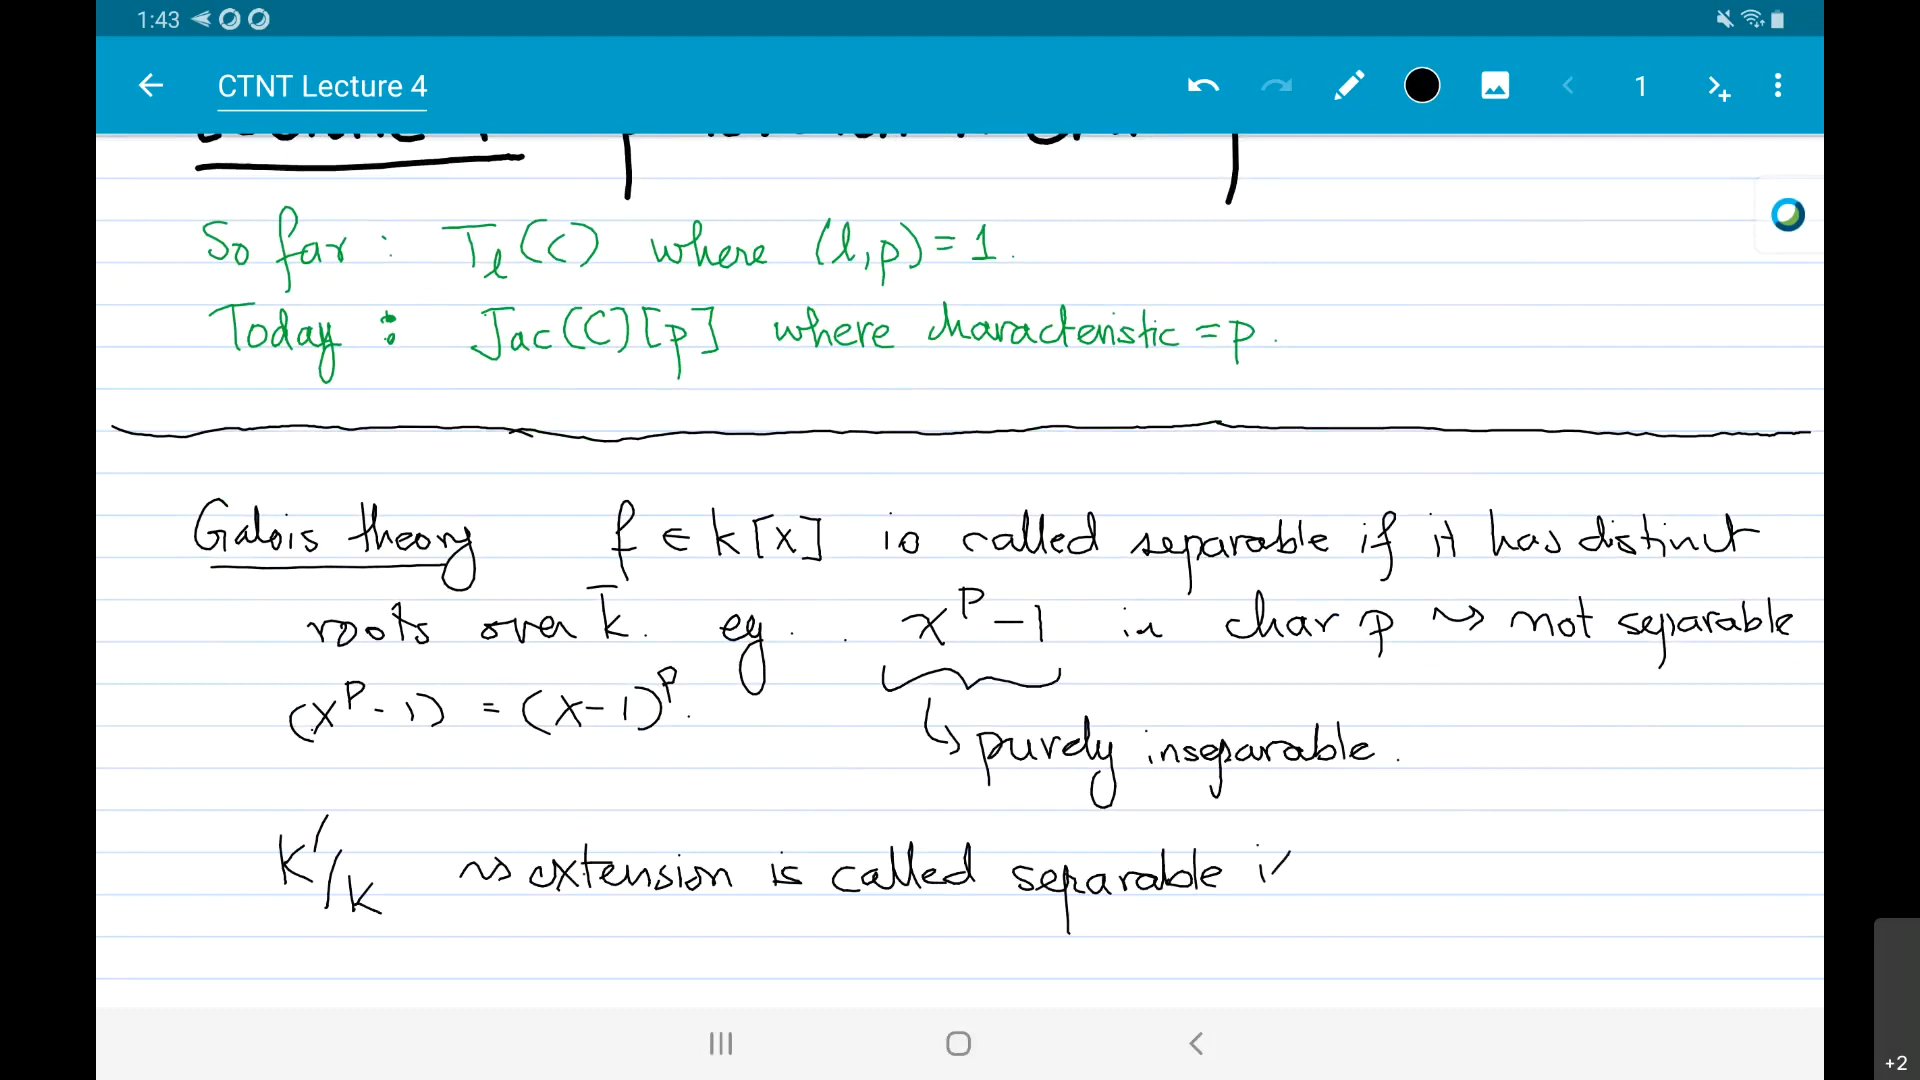 1:43
CTNT Lecture 4
1
So far : Tℓ(C) where (ℓ,p)=1.
Today : Jac(C)[p] where characteristic = p.
Galois theory f ∈ k[x] is called separable if it has distinct
roots over k̄. eg. x^p - 1 in char p ⇝ not separable
(x^p - 1) = (x-1)^p.
↳ purely inseparable.
K'/K ⇝ extension is called separable i
+2